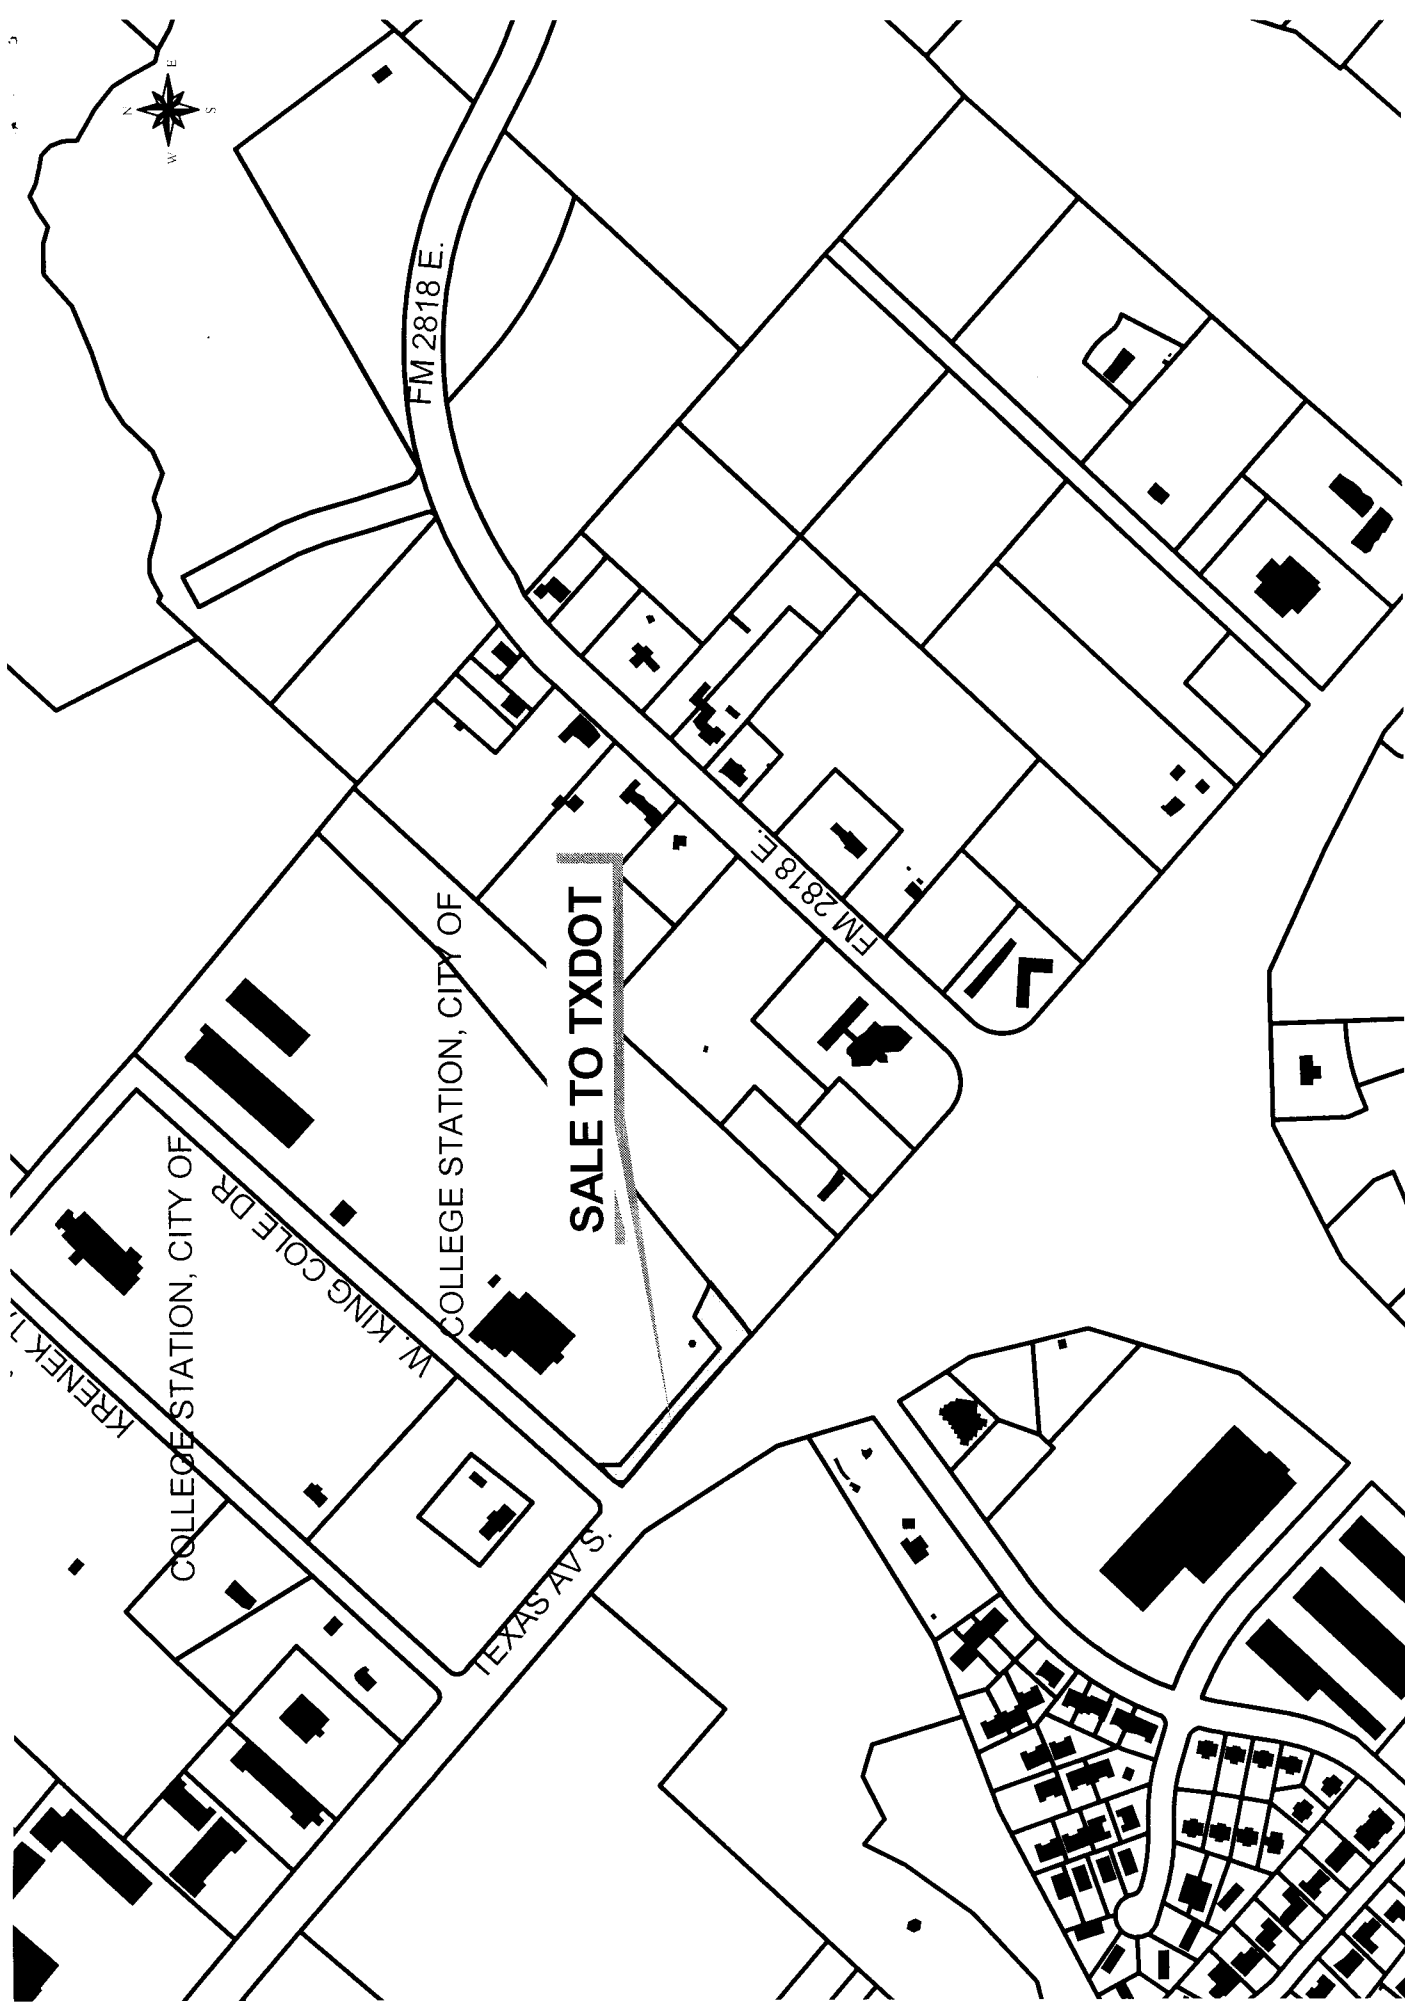 N
E
S
W
FM 2818 E.
FM 2818 E.
COLLEGE STATION, CITY OF
SALE TO TXDOT
COLLEGE STATION, CITY OF
W. KING COLE DR
KRENEK
TEXAS AV S.